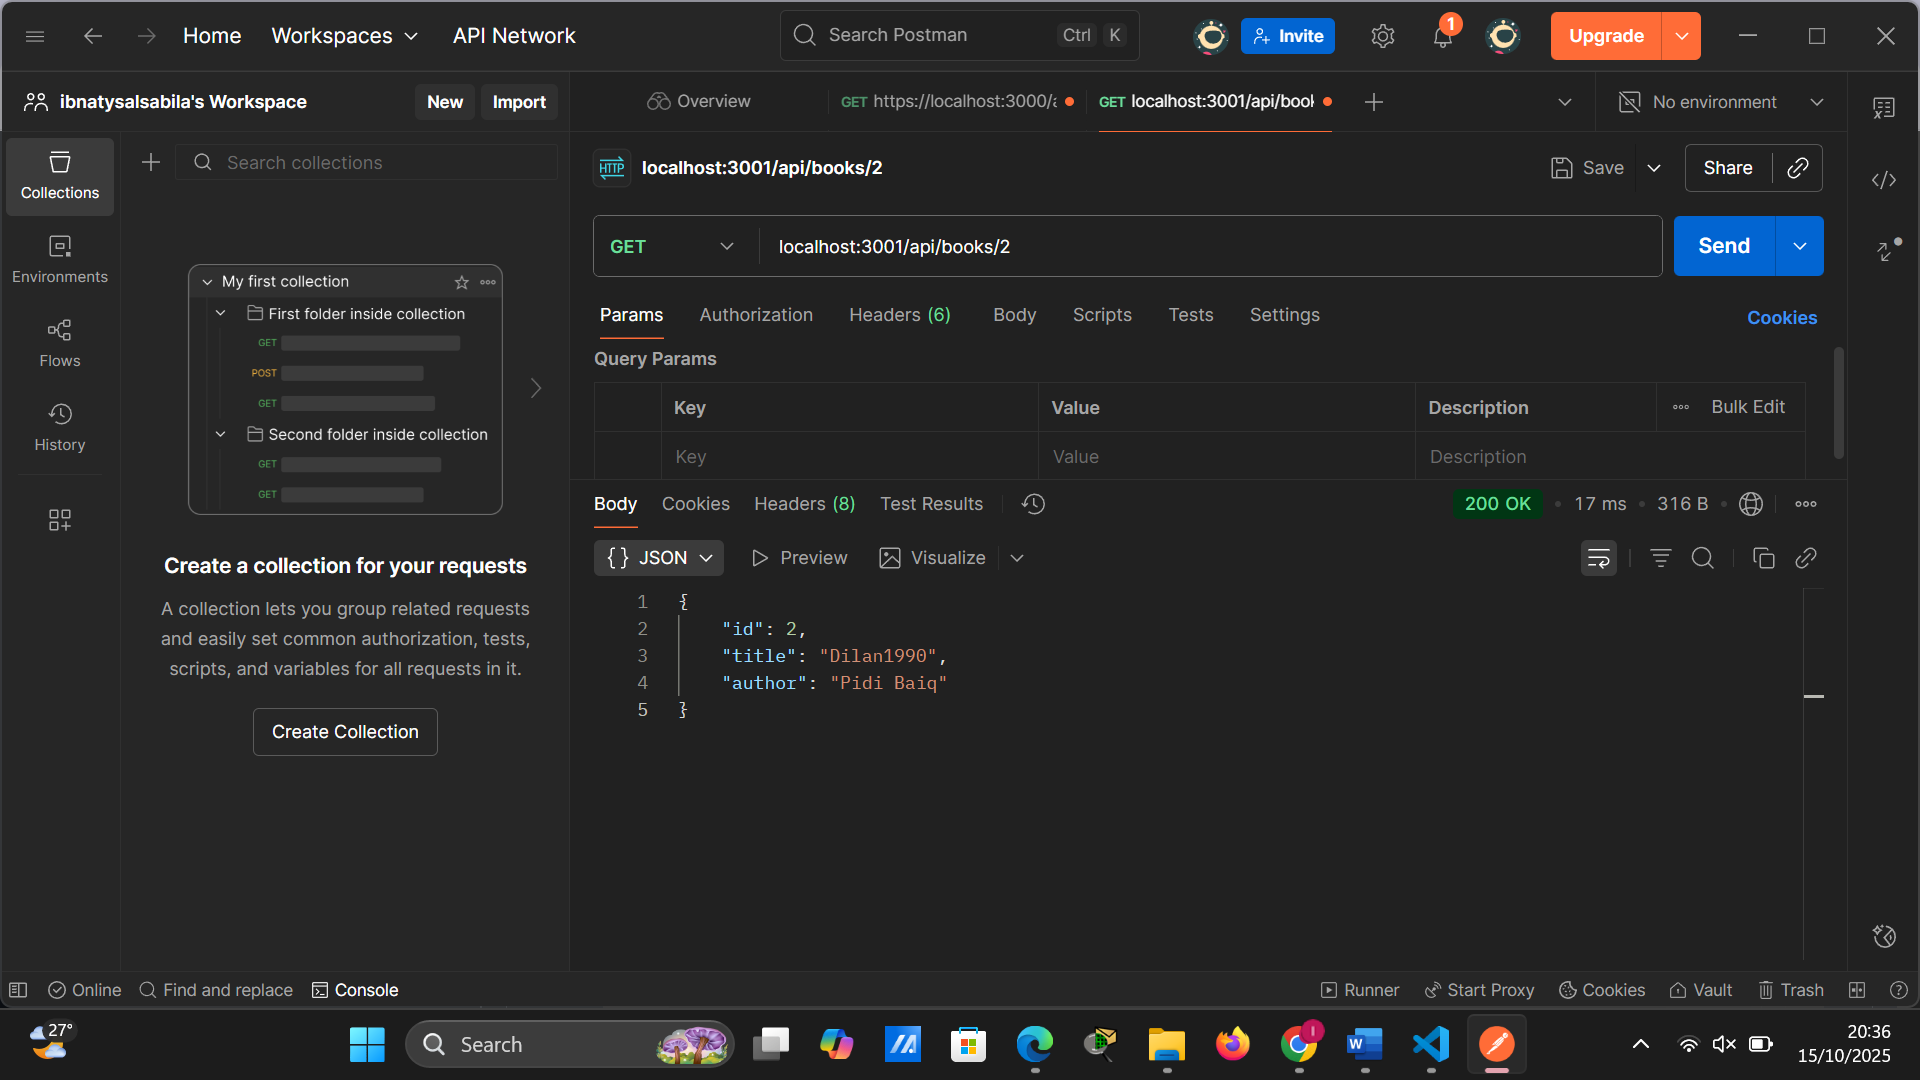 Home
Workspaces
API Network
Search Postman
Ctrl
K
Invite
1
Upgrade
ibnatysalsabila's Workspace
New
Import
Overview
GET https://localhost:3000/a
GET localhost:3001/api/book
No environment
Collections
Environments
Flows
History
Search collections
My first collection
First folder inside collection
GET
POST
GET
Second folder inside collection
GET
GET
Create a collection for your requests
A collection lets you group related requests
and easily set common authorization, tests,
scripts, and variables for all requests in it.
Create Collection
HTTP
localhost:3001/api/books/2
Save
Share
GET
localhost:3001/api/books/2
Send
Params
Authorization
Headers (6)
Body
Scripts
Tests
Settings
Cookies
Query Params
Key
Value
Description
Bulk Edit
Key
Value
Description
Body
Cookies
Headers (8)
Test Results
200 OK
17 ms
316 B
{} JSON
Preview
Visualize
1 {
2 "id": 2,
3 "title": "Dilan1990",
4 "author": "Pidi Baiq"
5 }
Online
Find and replace
Console
Runner
Start Proxy
Cookies
Vault
Trash
27°
Search
20:36
15/10/2025